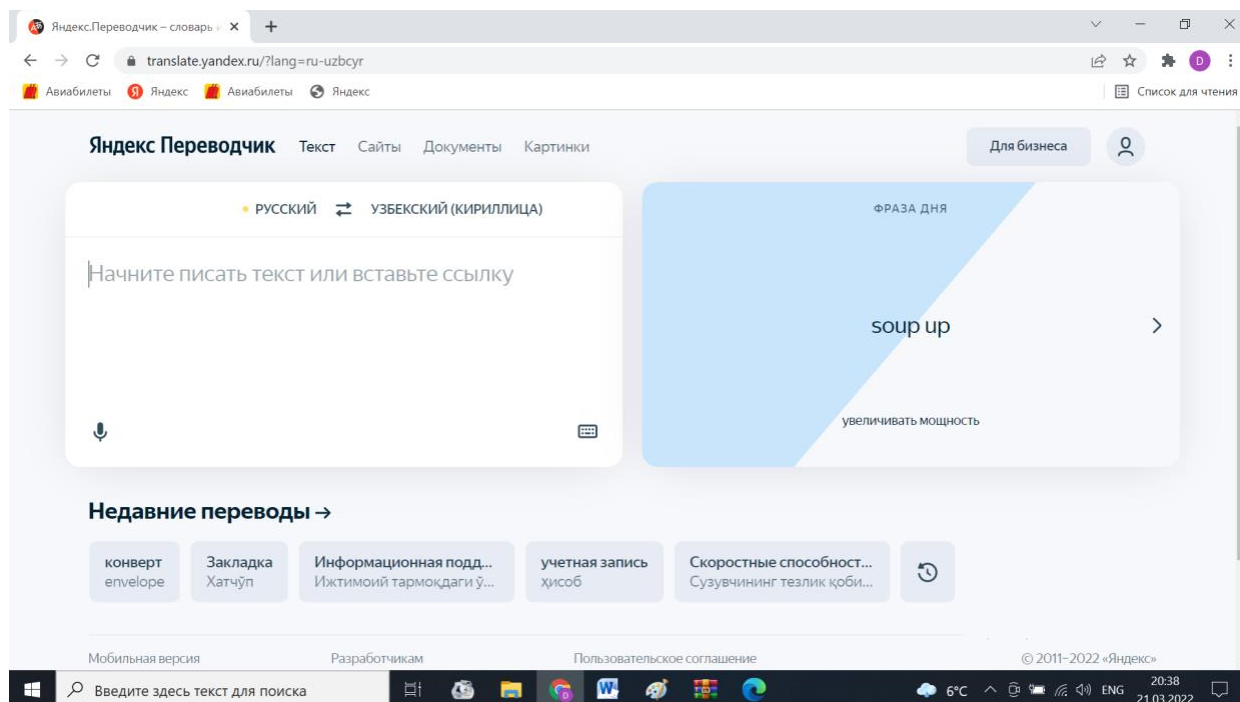 Яндекс.Переводчик – словарь и
translate.yandex.ru/?lang=ru-uzbcyr
D
Авиабилеты Яндекс Авиабилеты Яндекс Список для чтения
Яндекс Переводчик Текст Сайты Документы Картинки Для бизнеса
РУССКИЙ УЗБЕКСКИЙ (КИРИЛЛИЦА)
Начните писать текст или вставьте ссылку
ФРАЗА ДНЯ
soup up
увеличивать мощность
Недавние переводы →
конверт Закладка Информационная подд... учетная запись Скоростные способност...
envelope Хатчўп Ижтимоий тармоқдаги ў... ҳисоб Сузувчининг тезлик қоби...
Мобильная версия Разработчикам Пользовательское соглашение © 2011–2022 «Яндекс»
Введите здесь текст для поиска 6°C ENG 20:38
21.03.2022